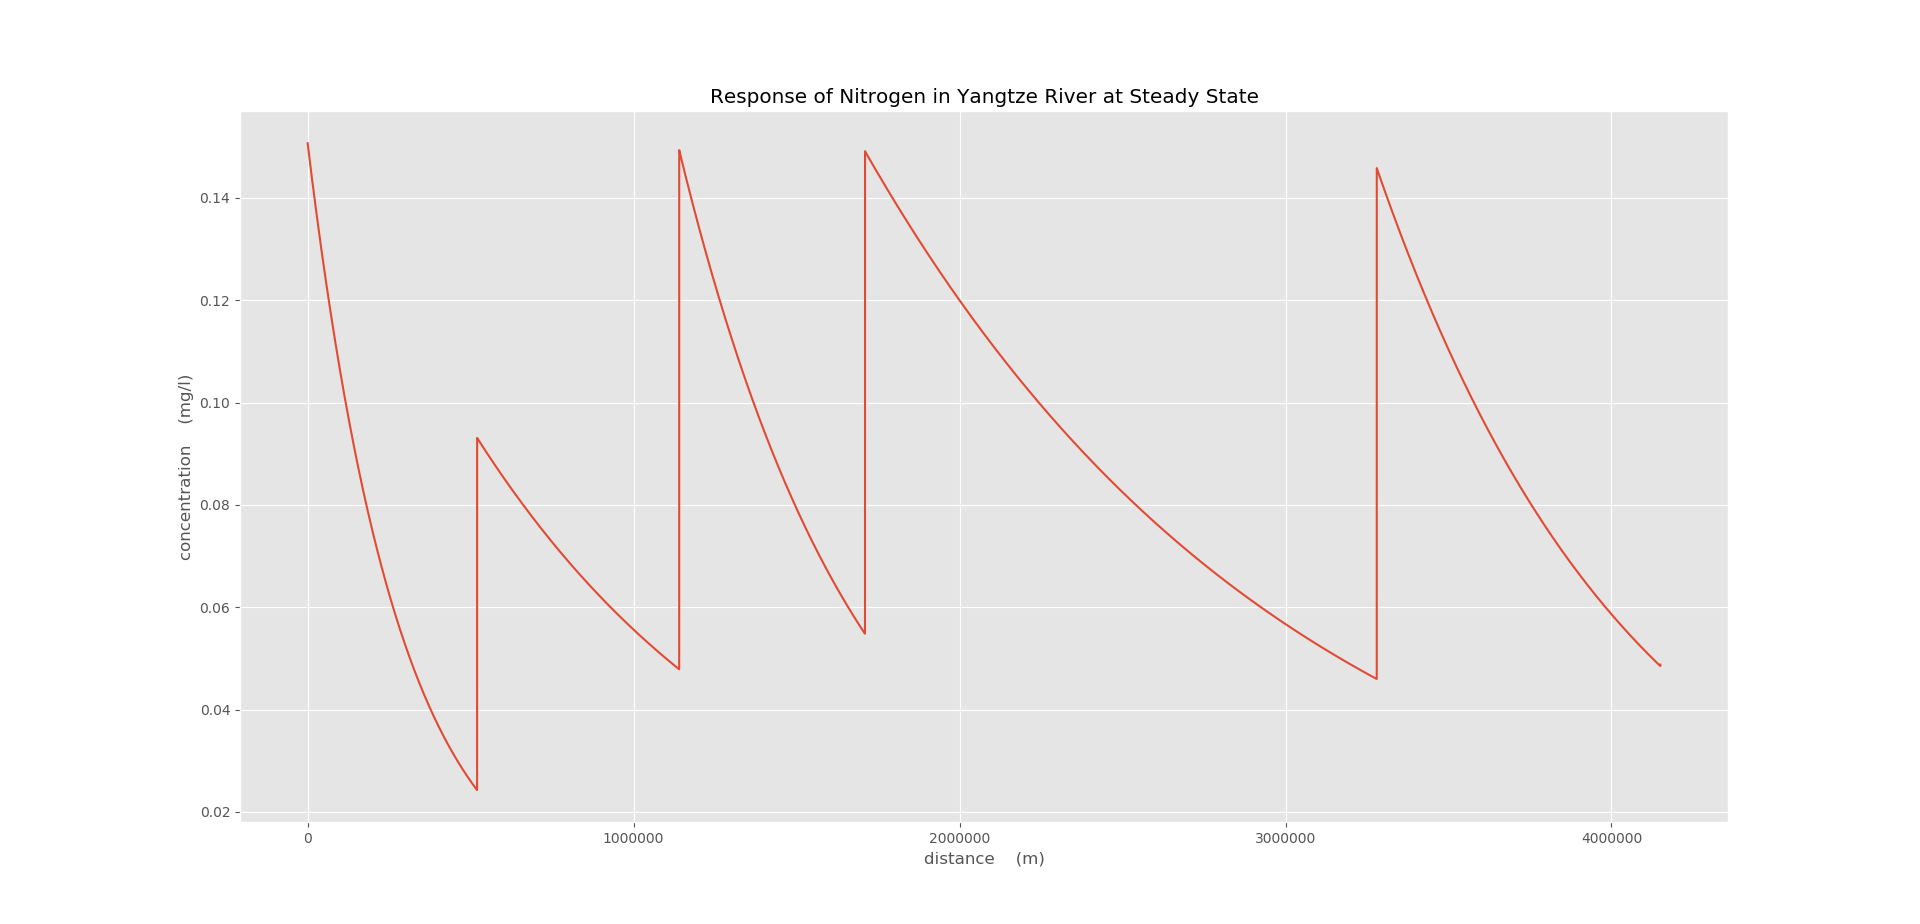 Response of Nitrogen in Yangtze River at Steady State
0.14
0.12
0.10
0.08
0.06
0.04
0.02
concentration (mg/l)
0 1000000 2000000 3000000 4000000
distance (m)